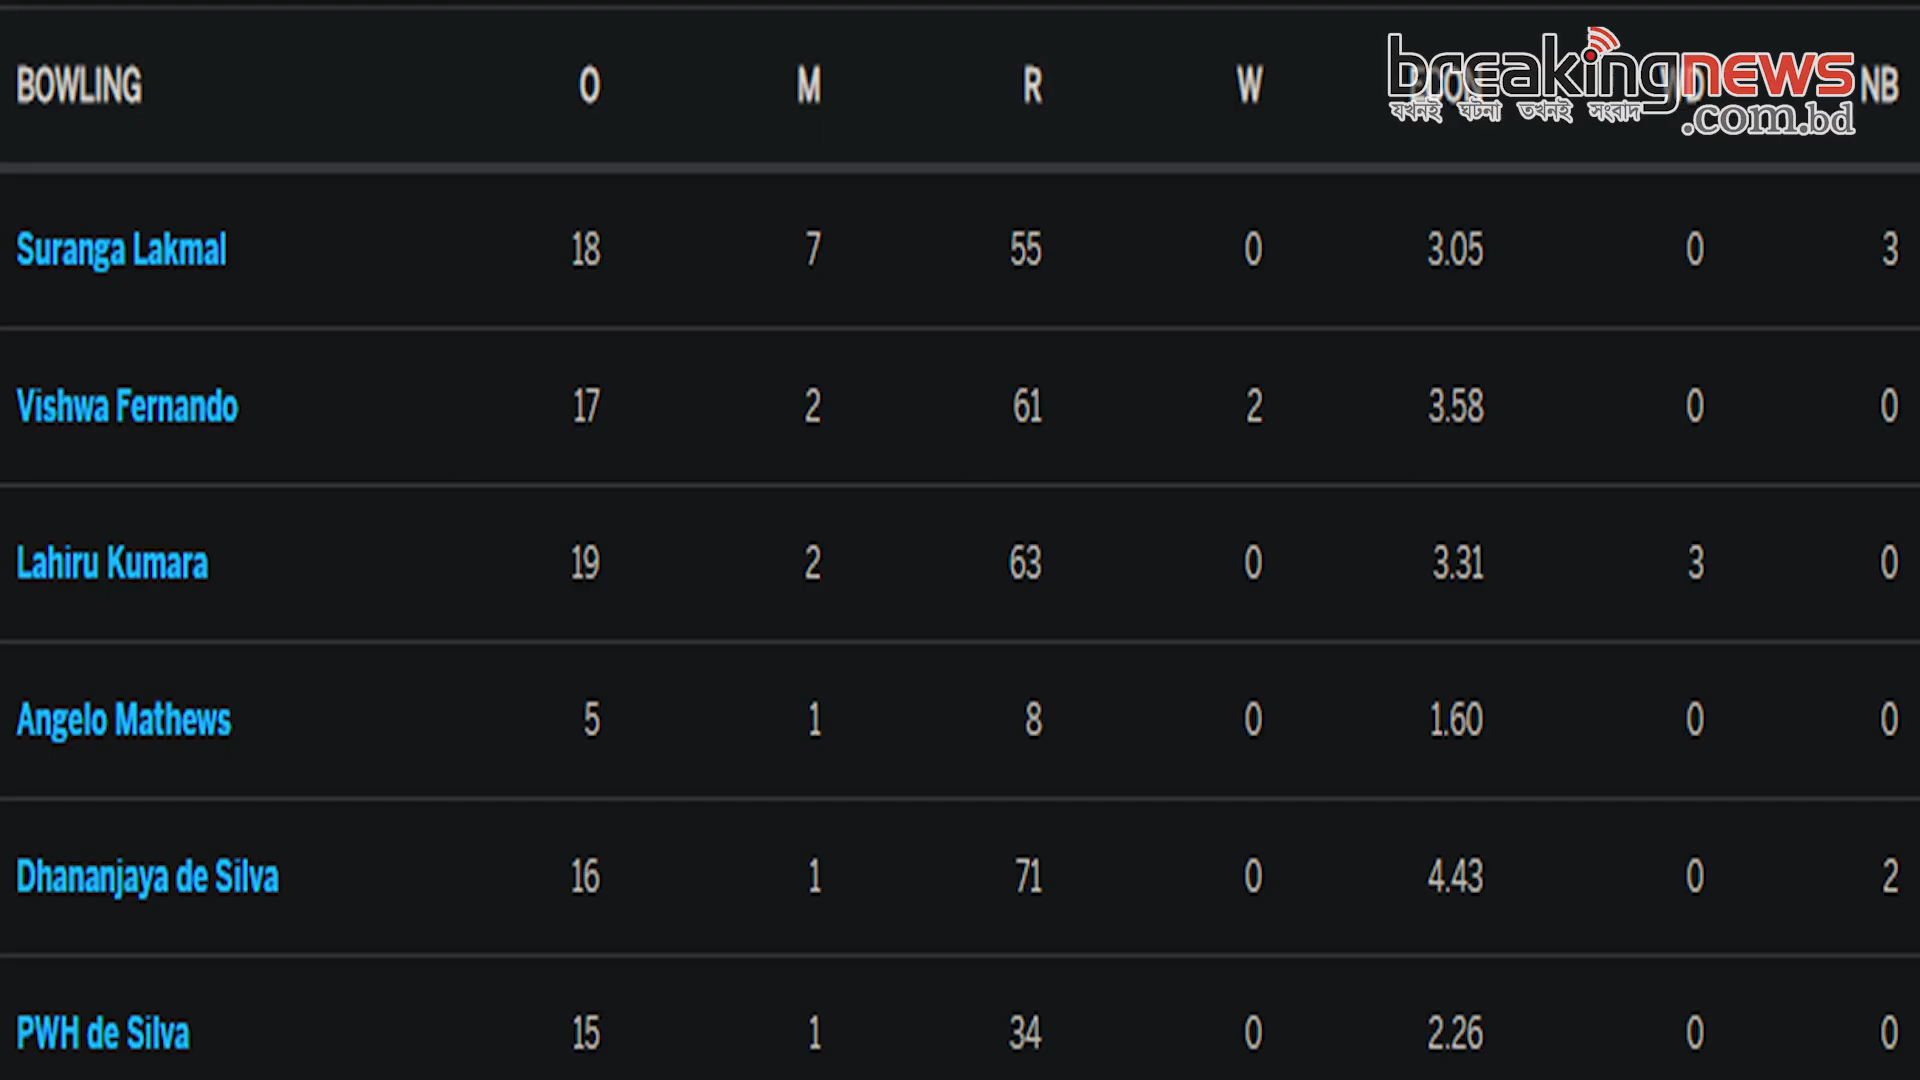 BOWLING O M R W ECON WD NB
breakingnews
যখনই ঘটনা তখনই সংবাদ
.com.bd
Suranga Lakmal 18 7 55 0 3.05 0 3
Vishwa Fernando 17 2 61 2 3.58 0 0
Lahiru Kumara 19 2 63 0 3.31 3 0
Angelo Mathews 5 1 8 0 1.60 0 0
Dhananjaya de Silva 16 1 71 0 4.43 0 2
PWH de Silva 15 1 34 0 2.26 0 0